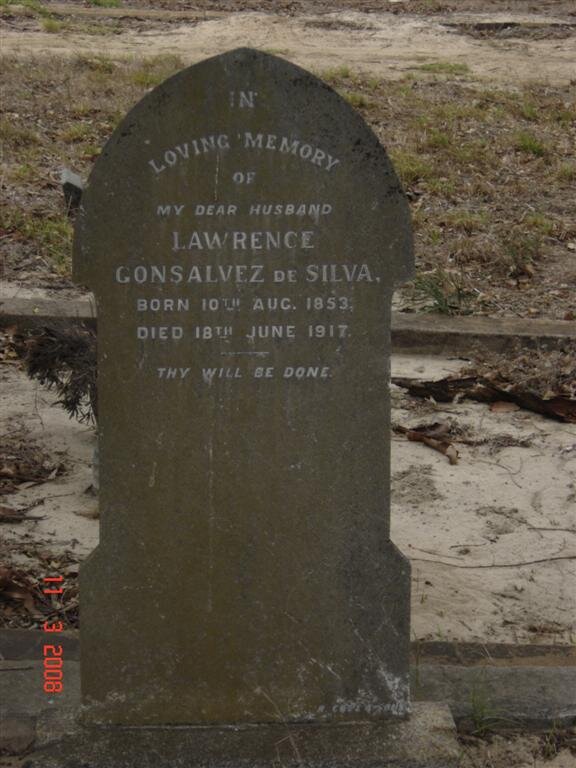 IN
LOVING MEMORY
OF
MY DEAR HUSBAND
LAWRENCE
GONSALVEZ DE SILVA,
BORN 10TH AUG. 1853,
DIED 18TH JUNE 1917.
THY WILL BE DONE.
11 3 2008